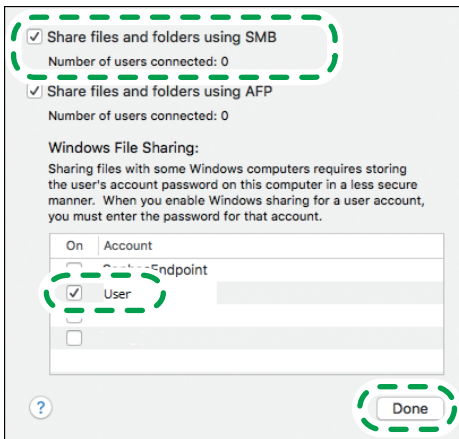 Share files and folders using SMB
Number of users connected: 0
Share files and folders using AFP
Number of users connected: 0
Windows File Sharing:
Sharing files with some Windows computers requires storing
the user's account password on this computer in a less secure
manner. When you enable Windows sharing for a user account,
you must enter the password for that account.
On Account
SophosEndpoint
User
? Done